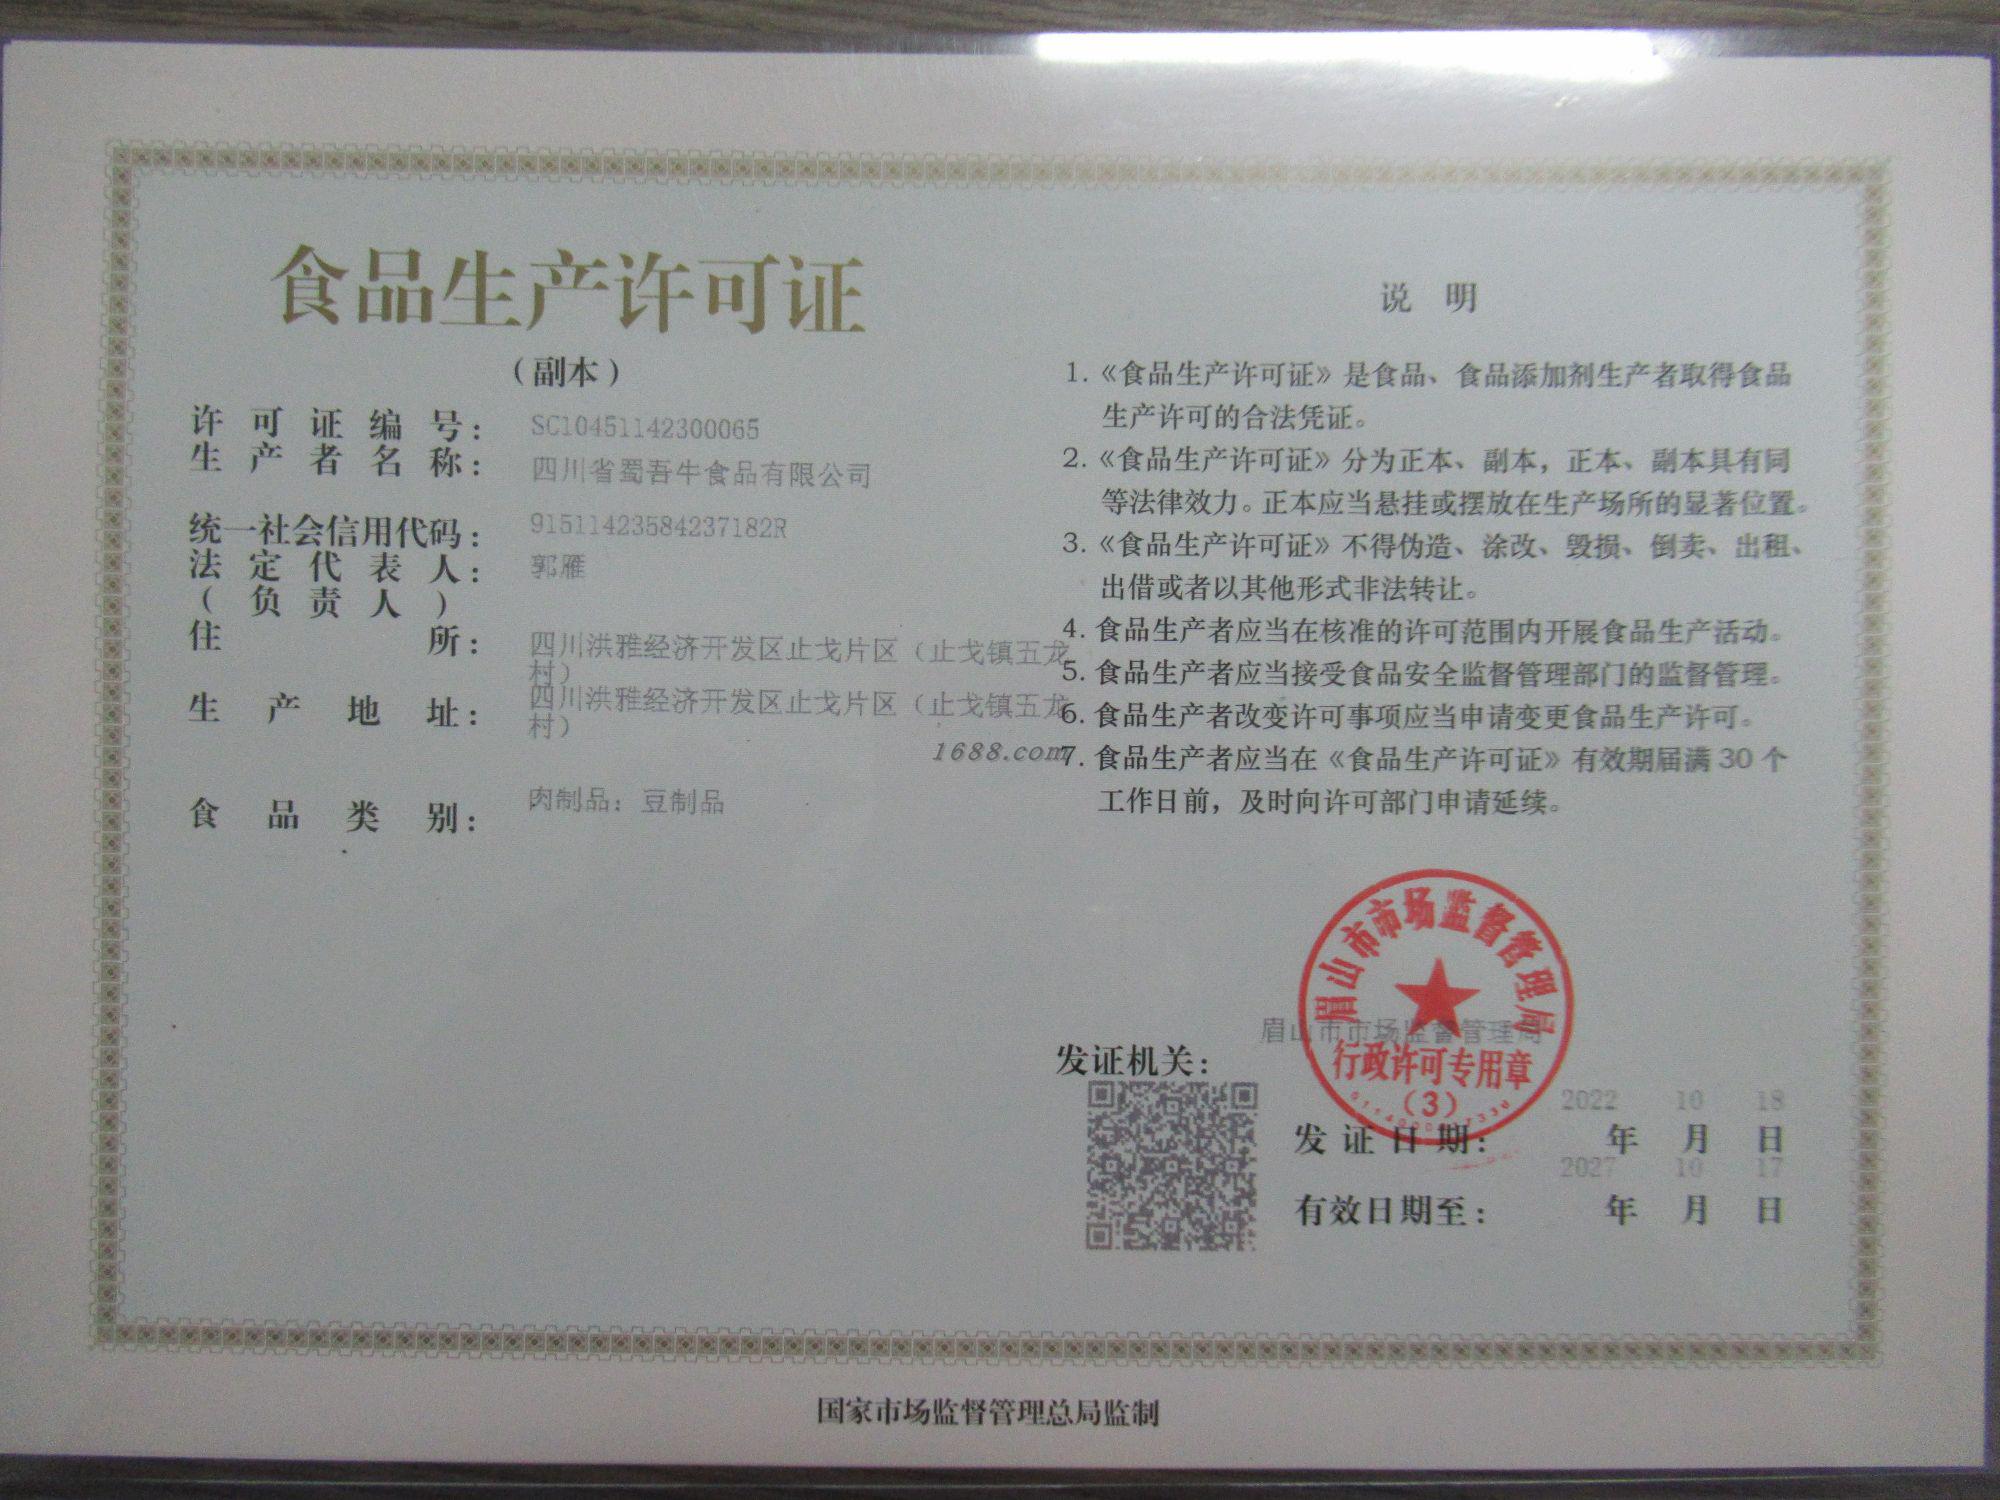 食品生产许可证
（副本）
许可证编号： SC10451142300065
生产者名称： 四川省蜀吾牛食品有限公司
统一社会信用代码： 91511423584237182R
法定代表人： 郭雁
（负责人）
住所： 四川洪雅经济开发区止戈片区（止戈镇五龙
村）
生产地址： 四川洪雅经济开发区止戈片区（止戈镇五龙
村）
1688.com
食品类别： 肉制品；豆制品
说 明
1.《食品生产许可证》是食品、食品添加剂生产者取得食品
生产许可的合法凭证。
2.《食品生产许可证》分为正本、副本，正本、副本具有同
等法律效力。正本应当悬挂或摆放在生产场所的显著位置。
3.《食品生产许可证》不得伪造、涂改、毁损、倒卖、出租、
出借或者以其他形式非法转让。
4.食品生产者应当在核准的许可范围内开展食品生产活动。
5.食品生产者应当接受食品安全监督管理部门的监督管理。
6.食品生产者改变许可事项应当申请变更食品生产许可。
7.食品生产者应当在《食品生产许可证》有效期届满30个
工作日前，及时向许可部门申请延续。
眉山市市场监督管理局
行政许可专用章
（3）
发证机关： 眉山市市场监督管理局
发证日期： 2022年10月18日
有效日期至： 2027年10月17日
国家市场监督管理总局监制